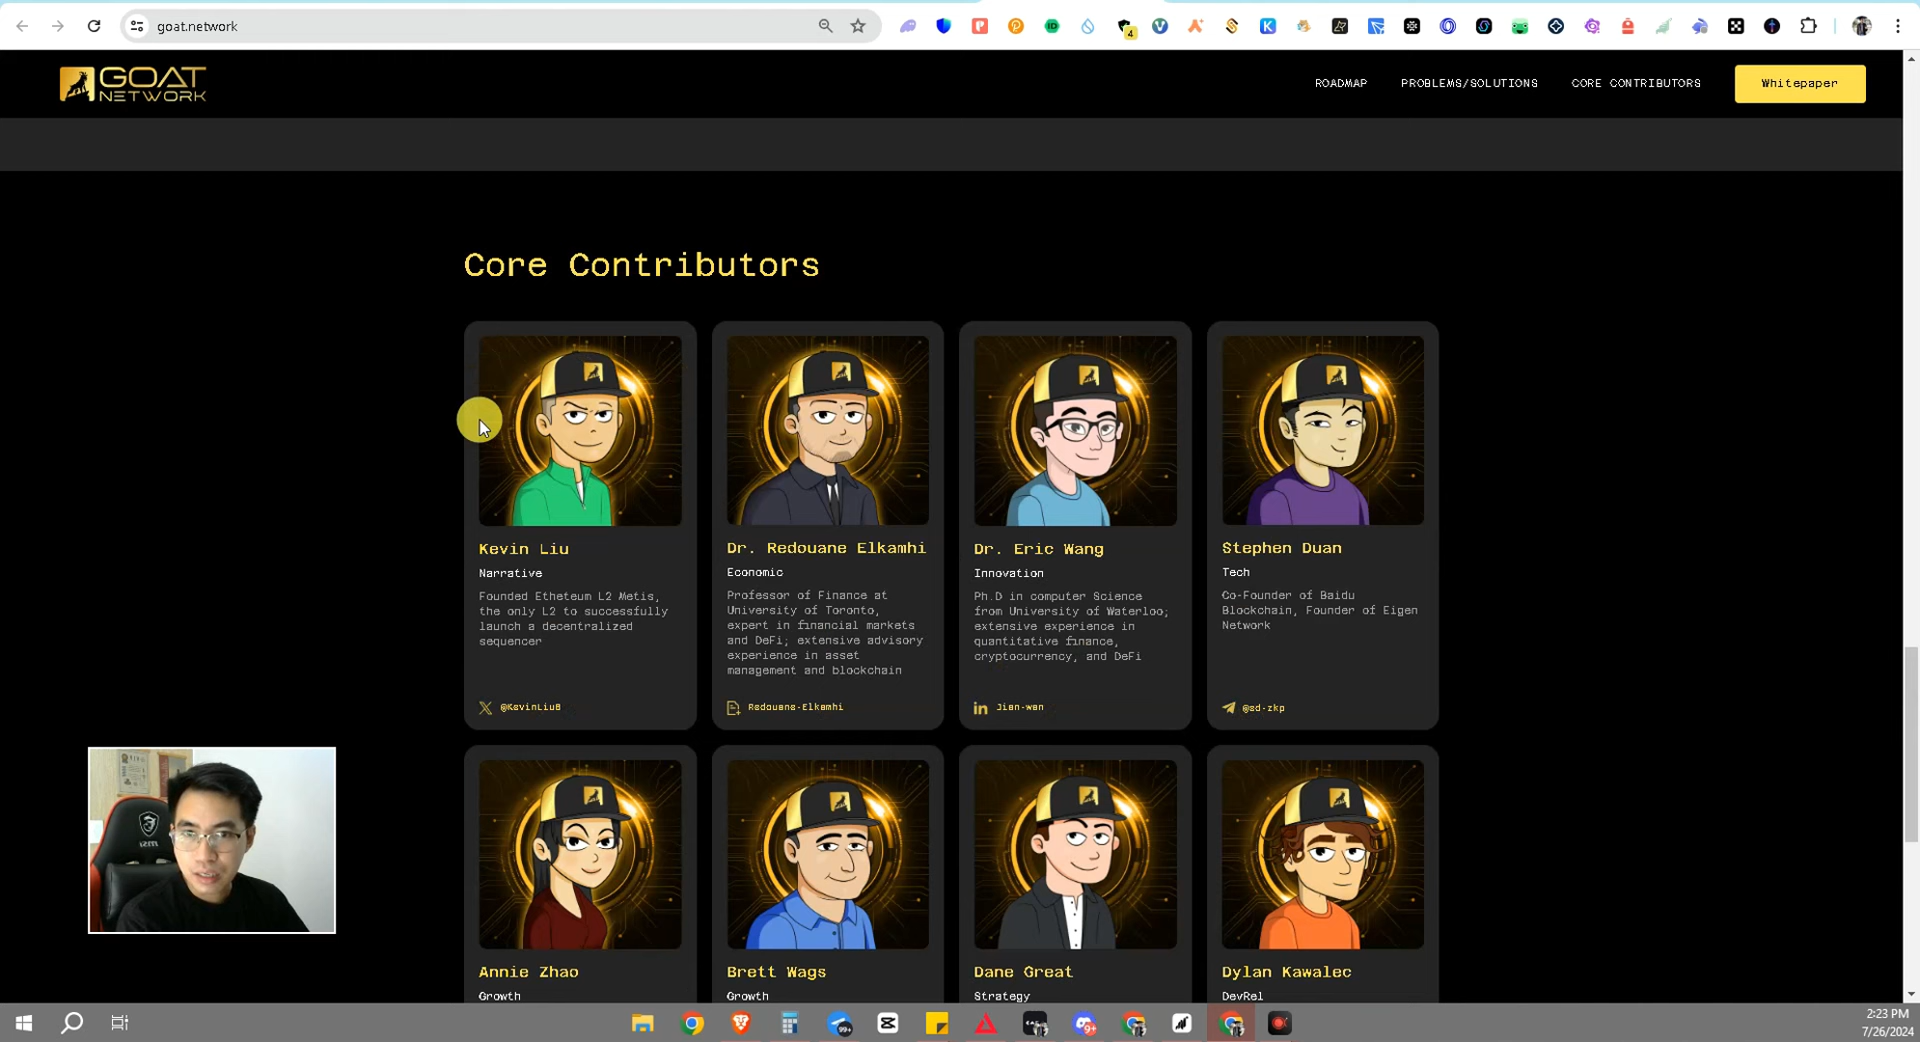 goat.network
4
GOAT
NETWORK
ROADMAP
PROBLEMS/SOLUTIONS
CORE CONTRIBUTORS
Whitepaper
Core Contributors
Kevin Liu
Narrative
Founded Etheteum L2 Metis,
the only L2 to successfully
launch a decentralized
sequencer
Dr. Redouane Elkamhi
Economic
Professor of Finance at
University of Toronto,
expert in financial markets
and DeFi; extensive advisory
experience in asset
management and blockchain
Redouane-Elkamhi
Dr. Eric Wang
Innovation
Ph.D in computer Science
from University of Waterloo;
extensive experience in
quantitative finance,
cryptocurrency, and DeFi
in
Jian-wan
Stephen Duan
Tech
Co-Founder of Baidu
Blockchain, Founder of Eigen
Network
@sd-zkp
Annie Zhao
Growth
Brett Wags
Growth
Dane Great
Strategy
Dylan Kawalec
DevRel
99+
9+
2:23 PM
7/26/2024